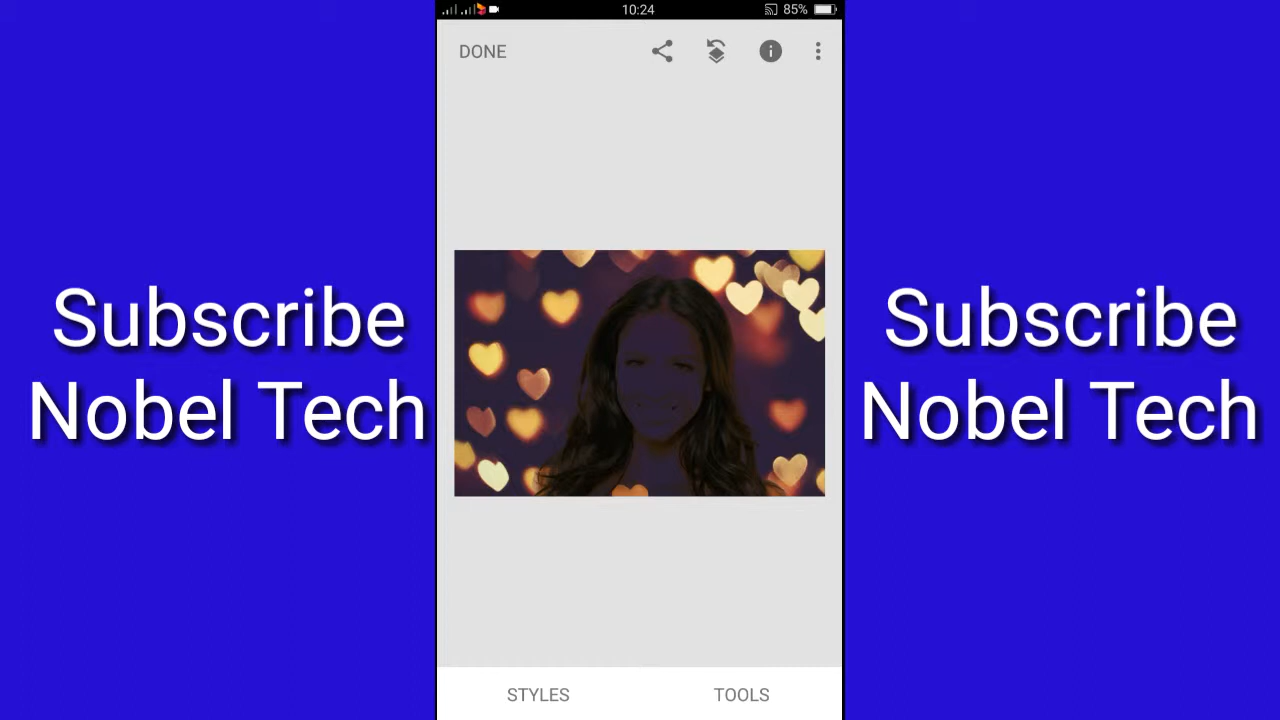 10:24
85%
DONE
Subscribe
Nobel Tech
Subscribe
Nobel Tech
STYLES
TOOLS